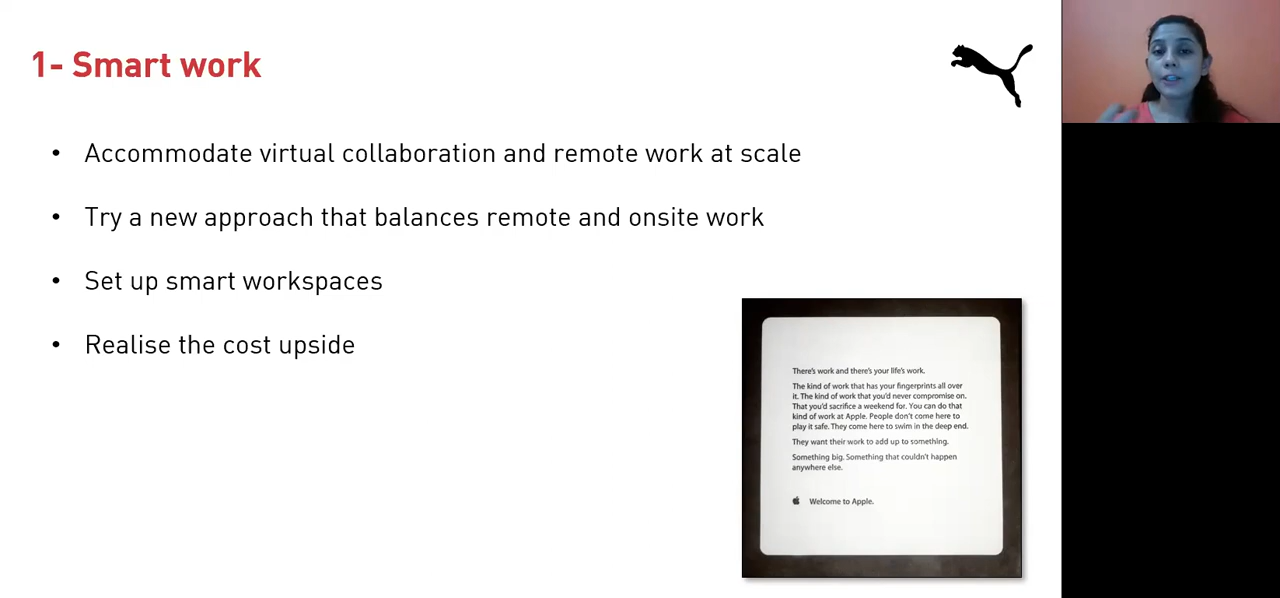 1- Smart work
• Accommodate virtual collaboration and remote work at scale
• Try a new approach that balances remote and onsite work
• Set up smart workspaces
• Realise the cost upside
There's work and there's your life's work.
The kind of work that has your fingerprints all over
it. The kind of work that you'd never compromise on.
That you'd sacrifice a weekend for. You can do that
kind of work at Apple. People don't come here to
play it safe. They come here to swim in the deep end.
They want their work to add up to something.
Something big. Something that couldn't happen
anywhere else.
Welcome to Apple.